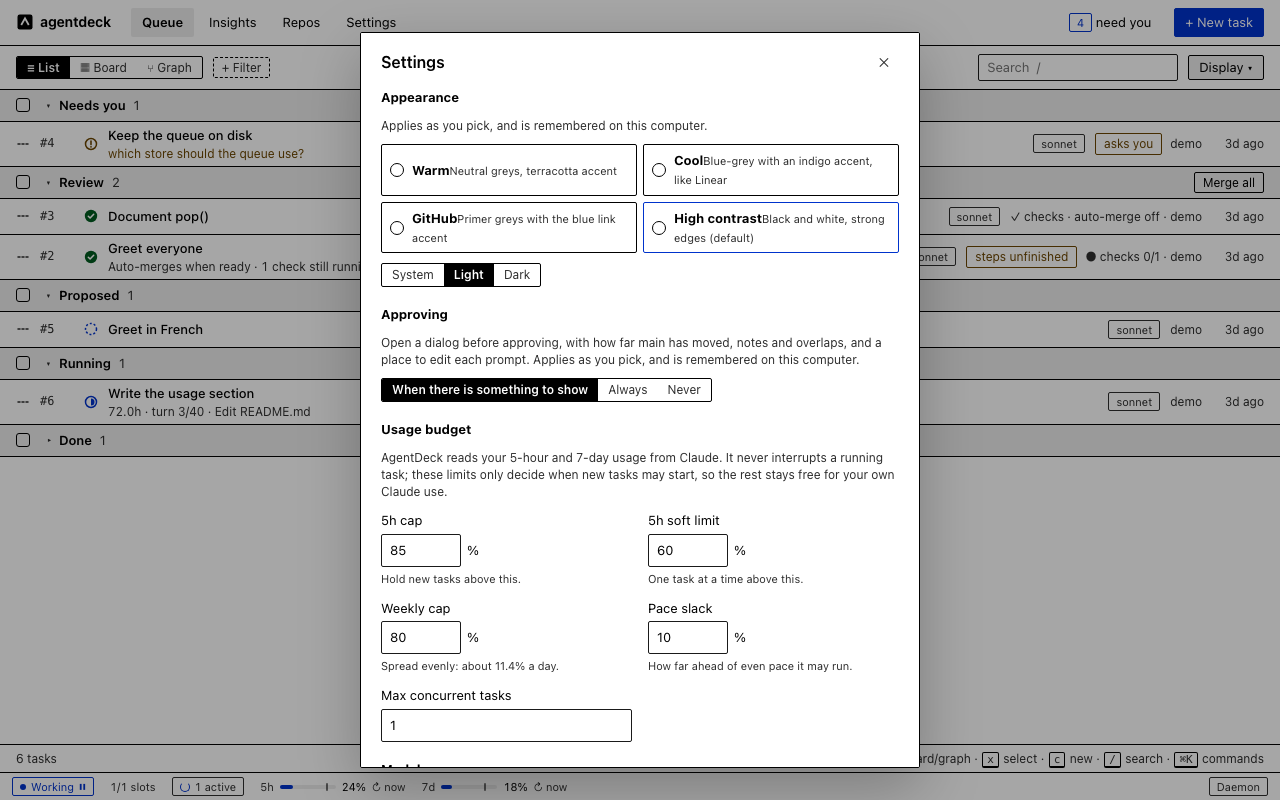 agentdeck Queue Insights Repos Settings 4 need you + New task
List Board Graph + Filter Search / Display
Settings
Needs you 1
#4 Keep the queue on disk sonnet asks you demo 3d ago
which store should the queue use?
Review 2 Merge all
#3 Document pop() sonnet ✓ checks · auto-merge off · demo 3d ago
#2 Greet everyone steps unfinished checks 0/1 · demo 3d ago
Auto-merges when ready · 1 check still
Proposed 1
#5 Greet in French sonnet demo 3d ago
Running 1
#6 Write the usage section sonnet demo 3d ago
72.0h · turn 3/40 · Edit README.md
Done 1
Appearance
Applies as you pick, and is remembered on this computer.
Warm Neutral greys, terracotta accent
Cool Blue-grey with an indigo accent,
like Linear
GitHub Primer greys with the blue link
accent
High contrast Black and white, strong
edges (default)
System Light Dark
Approving
Open a dialog before approving, with how far main has moved, notes and overlaps, and a
place to edit each prompt. Applies as you pick, and is remembered on this computer.
When there is something to show Always Never
Usage budget
AgentDeck reads your 5-hour and 7-day usage from Claude. It never interrupts a running
task; these limits only decide when new tasks may start, so the rest stays free for your own
Claude use.
5h cap 5h soft limit
85 % 60 %
Hold new tasks above this. One task at a time above this.
Weekly cap Pace slack
80 % 10 %
Spread evenly: about 11.4% a day. How far ahead of even pace it may run.
Max concurrent tasks
1
6 tasks /graph · x select · c new · / search · ⌘K commands
Working 1/1 slots 1 active 5h 24% now 7d 18% now Daemon